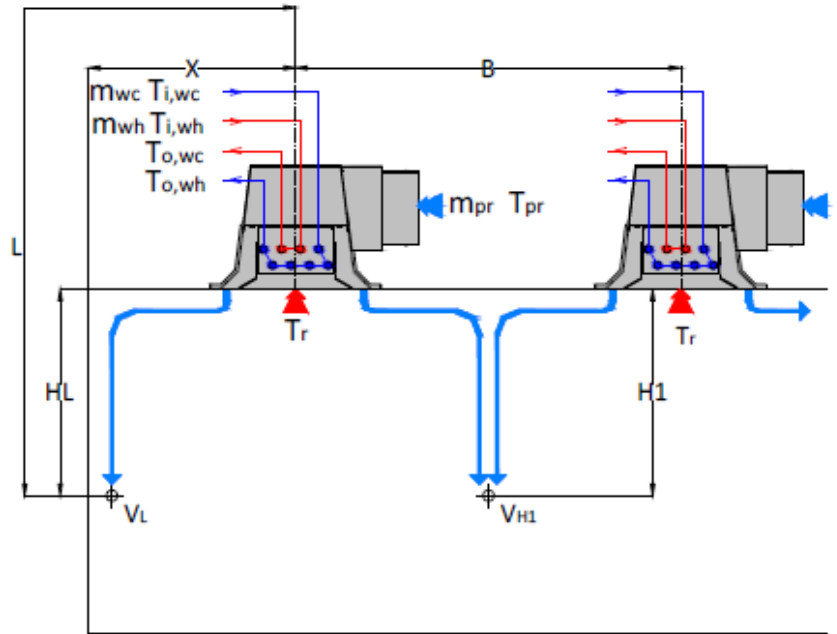 X
B
mwc Ti,wc
mwh Ti,wh
To,wc
To,wh
mpr Tpr
L
Tr
Tr
HL
H1
VL
VH1